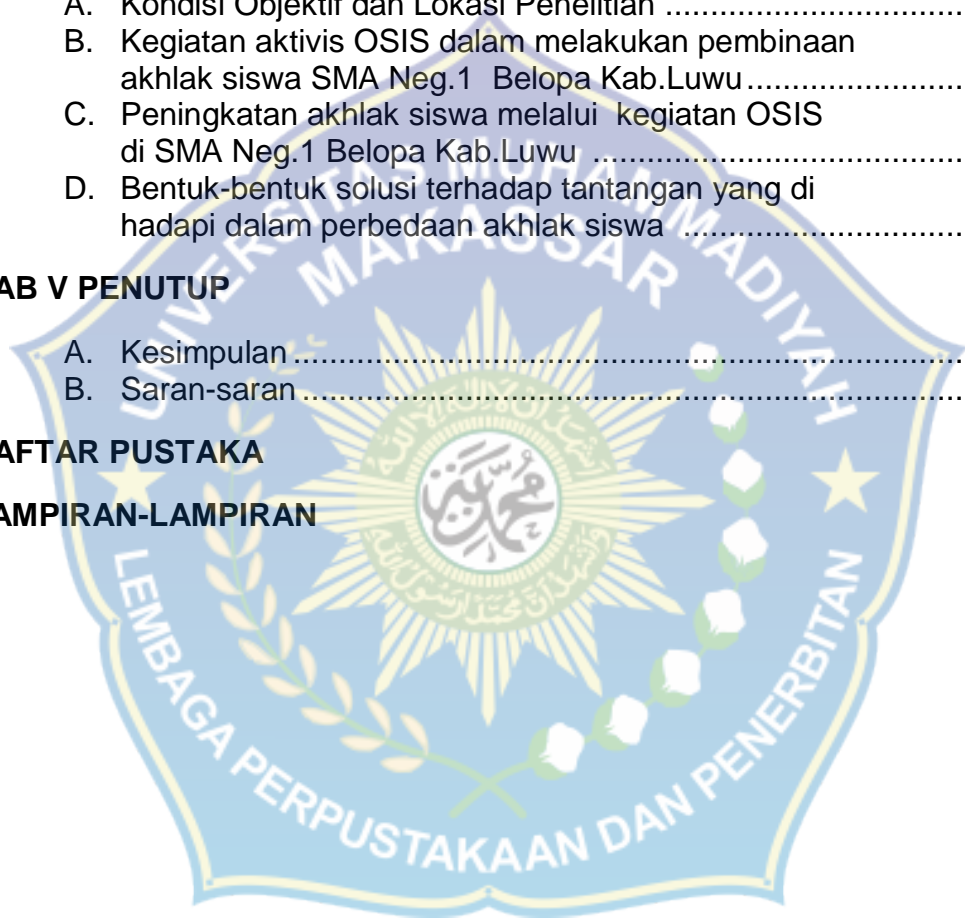 A. Kondisi Objektif dan Lokasi Penelitian ..................................
B. Kegiatan aktivis OSIS dalam melakukan pembinaan
akhlak siswa SMA Neg.1 Belopa Kab.Luwu.........................
C. Peningkatan akhlak siswa melalui kegiatan OSIS
di SMA Neg.1 Belopa Kab.Luwu ..........................................
D. Bentuk-bentuk solusi terhadap tantangan yang di
hadapi dalam perbedaan akhlak siswa ................................
AB V PENUTUP
A. Kesimpulan ..............................................................................
B. Saran-saran .............................................................................
AFTAR PUSTAKA
AMPIRAN-LAMPIRAN
UNIVERSITAS MUHAMMADIYAH
MAKASSAR
محمد
LEMBAGA PERPUSTAKAAN DAN PENERBITAN